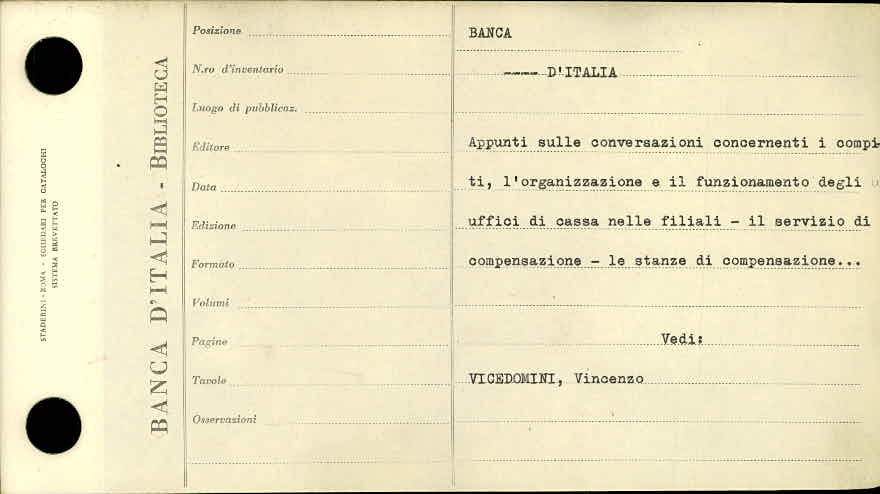 STADERINI - ROMA - SCHEDARI PER CATALOGHI
SISTEMA BREVETTATO
BANCA D'ITALIA - BIBLIOTECA
Posizione
N.ro d'inventario
Luogo di pubblicaz.
Editore
Data
Edizione
Formato
Volumi
Pagine
Tavole
Osservazioni
BANCA
---- D'ITALIA
Appunti sulle conversazioni concernenti i compi-
ti, l'organizzazione e il funzionamento degli
uffici di cassa nelle filiali - il servizio di
compensazione - le stanze di compensazione...
Vedi:
VICEDOMINI, Vincenzo